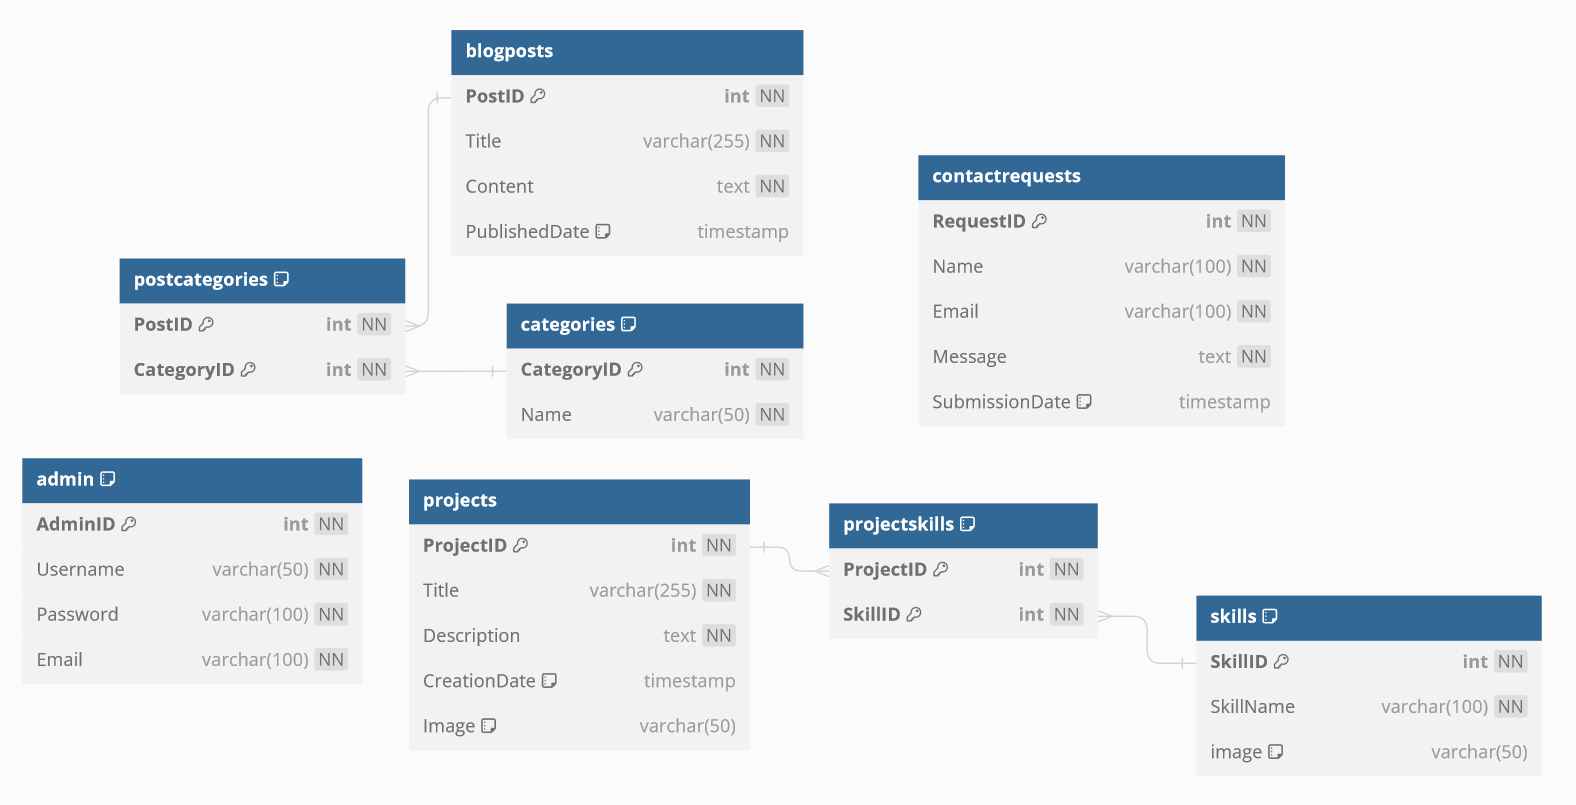 blogposts
PostID int NN
Title varchar(255) NN
Content text NN
PublishedDate timestamp
contactrequests
RequestID int NN
Name varchar(100) NN
Email varchar(100) NN
Message text NN
SubmissionDate timestamp
postcategories
PostID int NN
CategoryID int NN
categories
CategoryID int NN
Name varchar(50) NN
admin
AdminID int NN
Username varchar(50) NN
Password varchar(100) NN
Email varchar(100) NN
projects
ProjectID int NN
Title varchar(255) NN
Description text NN
CreationDate timestamp
Image varchar(50)
projectskills
ProjectID int NN
SkillID int NN
skills
SkillID int NN
SkillName varchar(100) NN
image varchar(50)